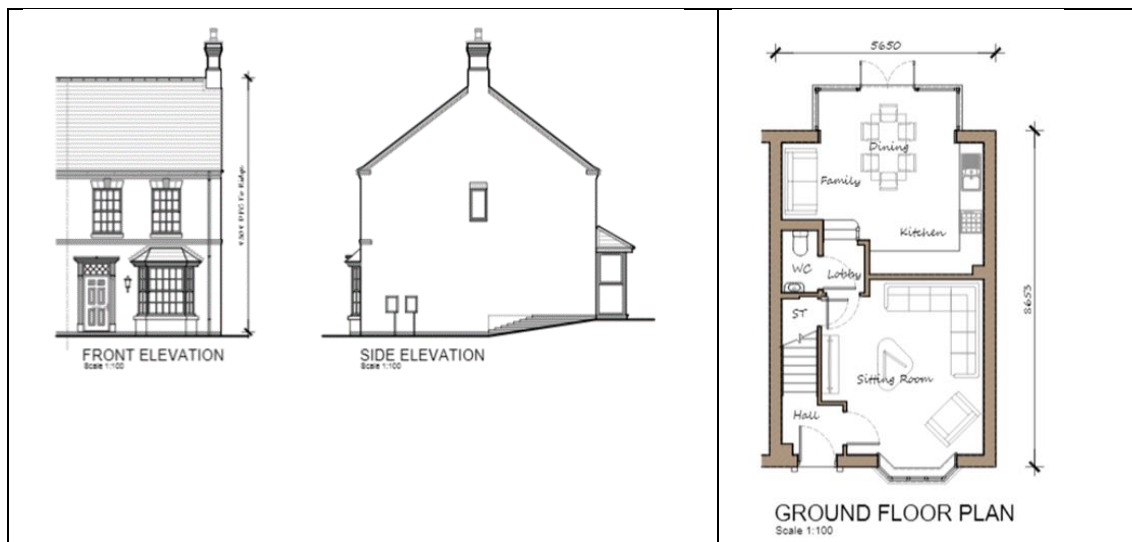 FRONT ELEVATION
Scale 1:100
SIDE ELEVATION
Scale 1:100
5650
Dining
Family
Kitchen
WC
Lobby
ST
Sitting Room
Hall
8653
GROUND FLOOR PLAN
Scale 1:100